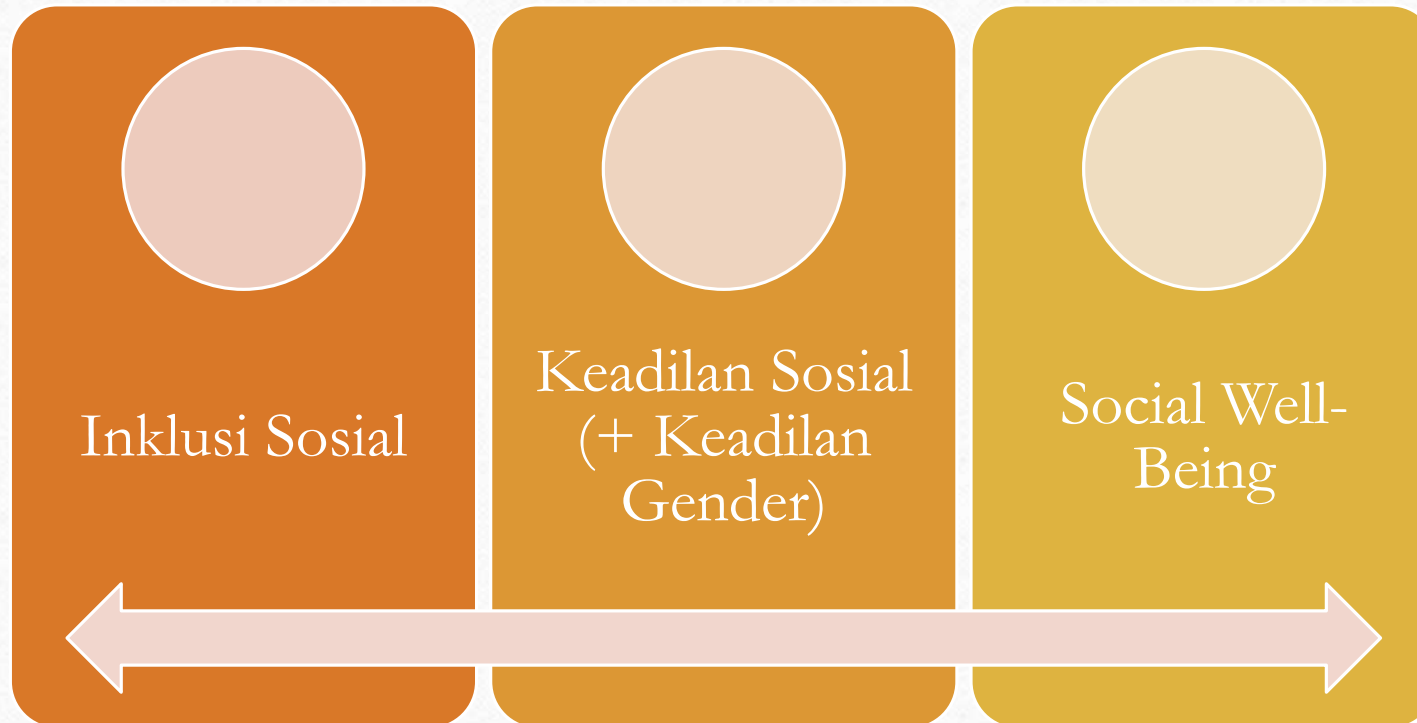 Inklusi Sosial
Keadilan Sosial
(+ Keadilan
Gender)
Social Well-
Being